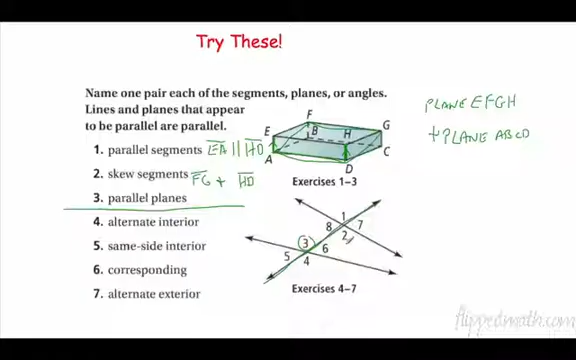 Try These!
Name one pair each of the segments, planes, or angles.
Lines and planes that appear
to be parallel are parallel.
1. parallel segments EA || HD
2. skew segments FG + HD
3. parallel planes
4. alternate interior
5. same-side interior
6. corresponding
7. alternate exterior
F
E
B
H
G
A
C
D
Exercises 1–3
1
8
7
2
3
6
5
4
Exercises 4–7
PLANE EFGH
+ PLANE ABCD
flippedmath.com